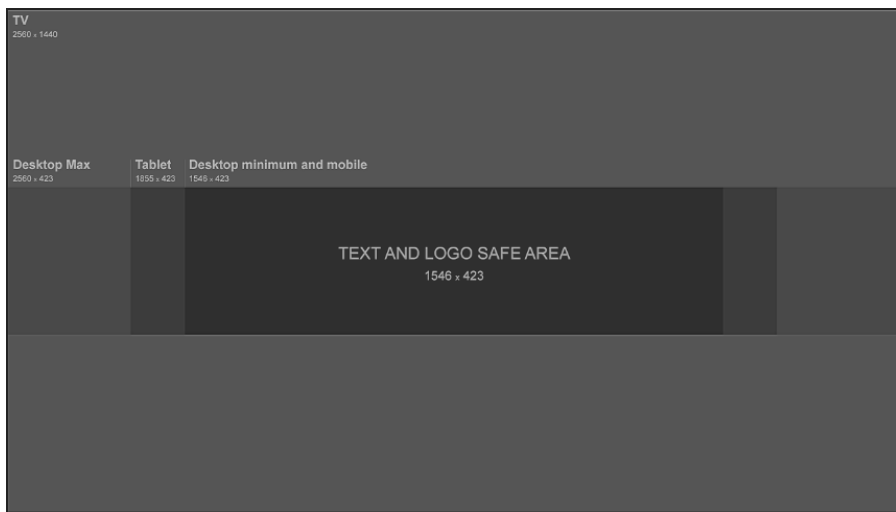 TV
2560 x 1440
Desktop Max
2560 x 423
Tablet
1855 x 423
Desktop minimum and mobile
1546 x 423
TEXT AND LOGO SAFE AREA
1546 x 423